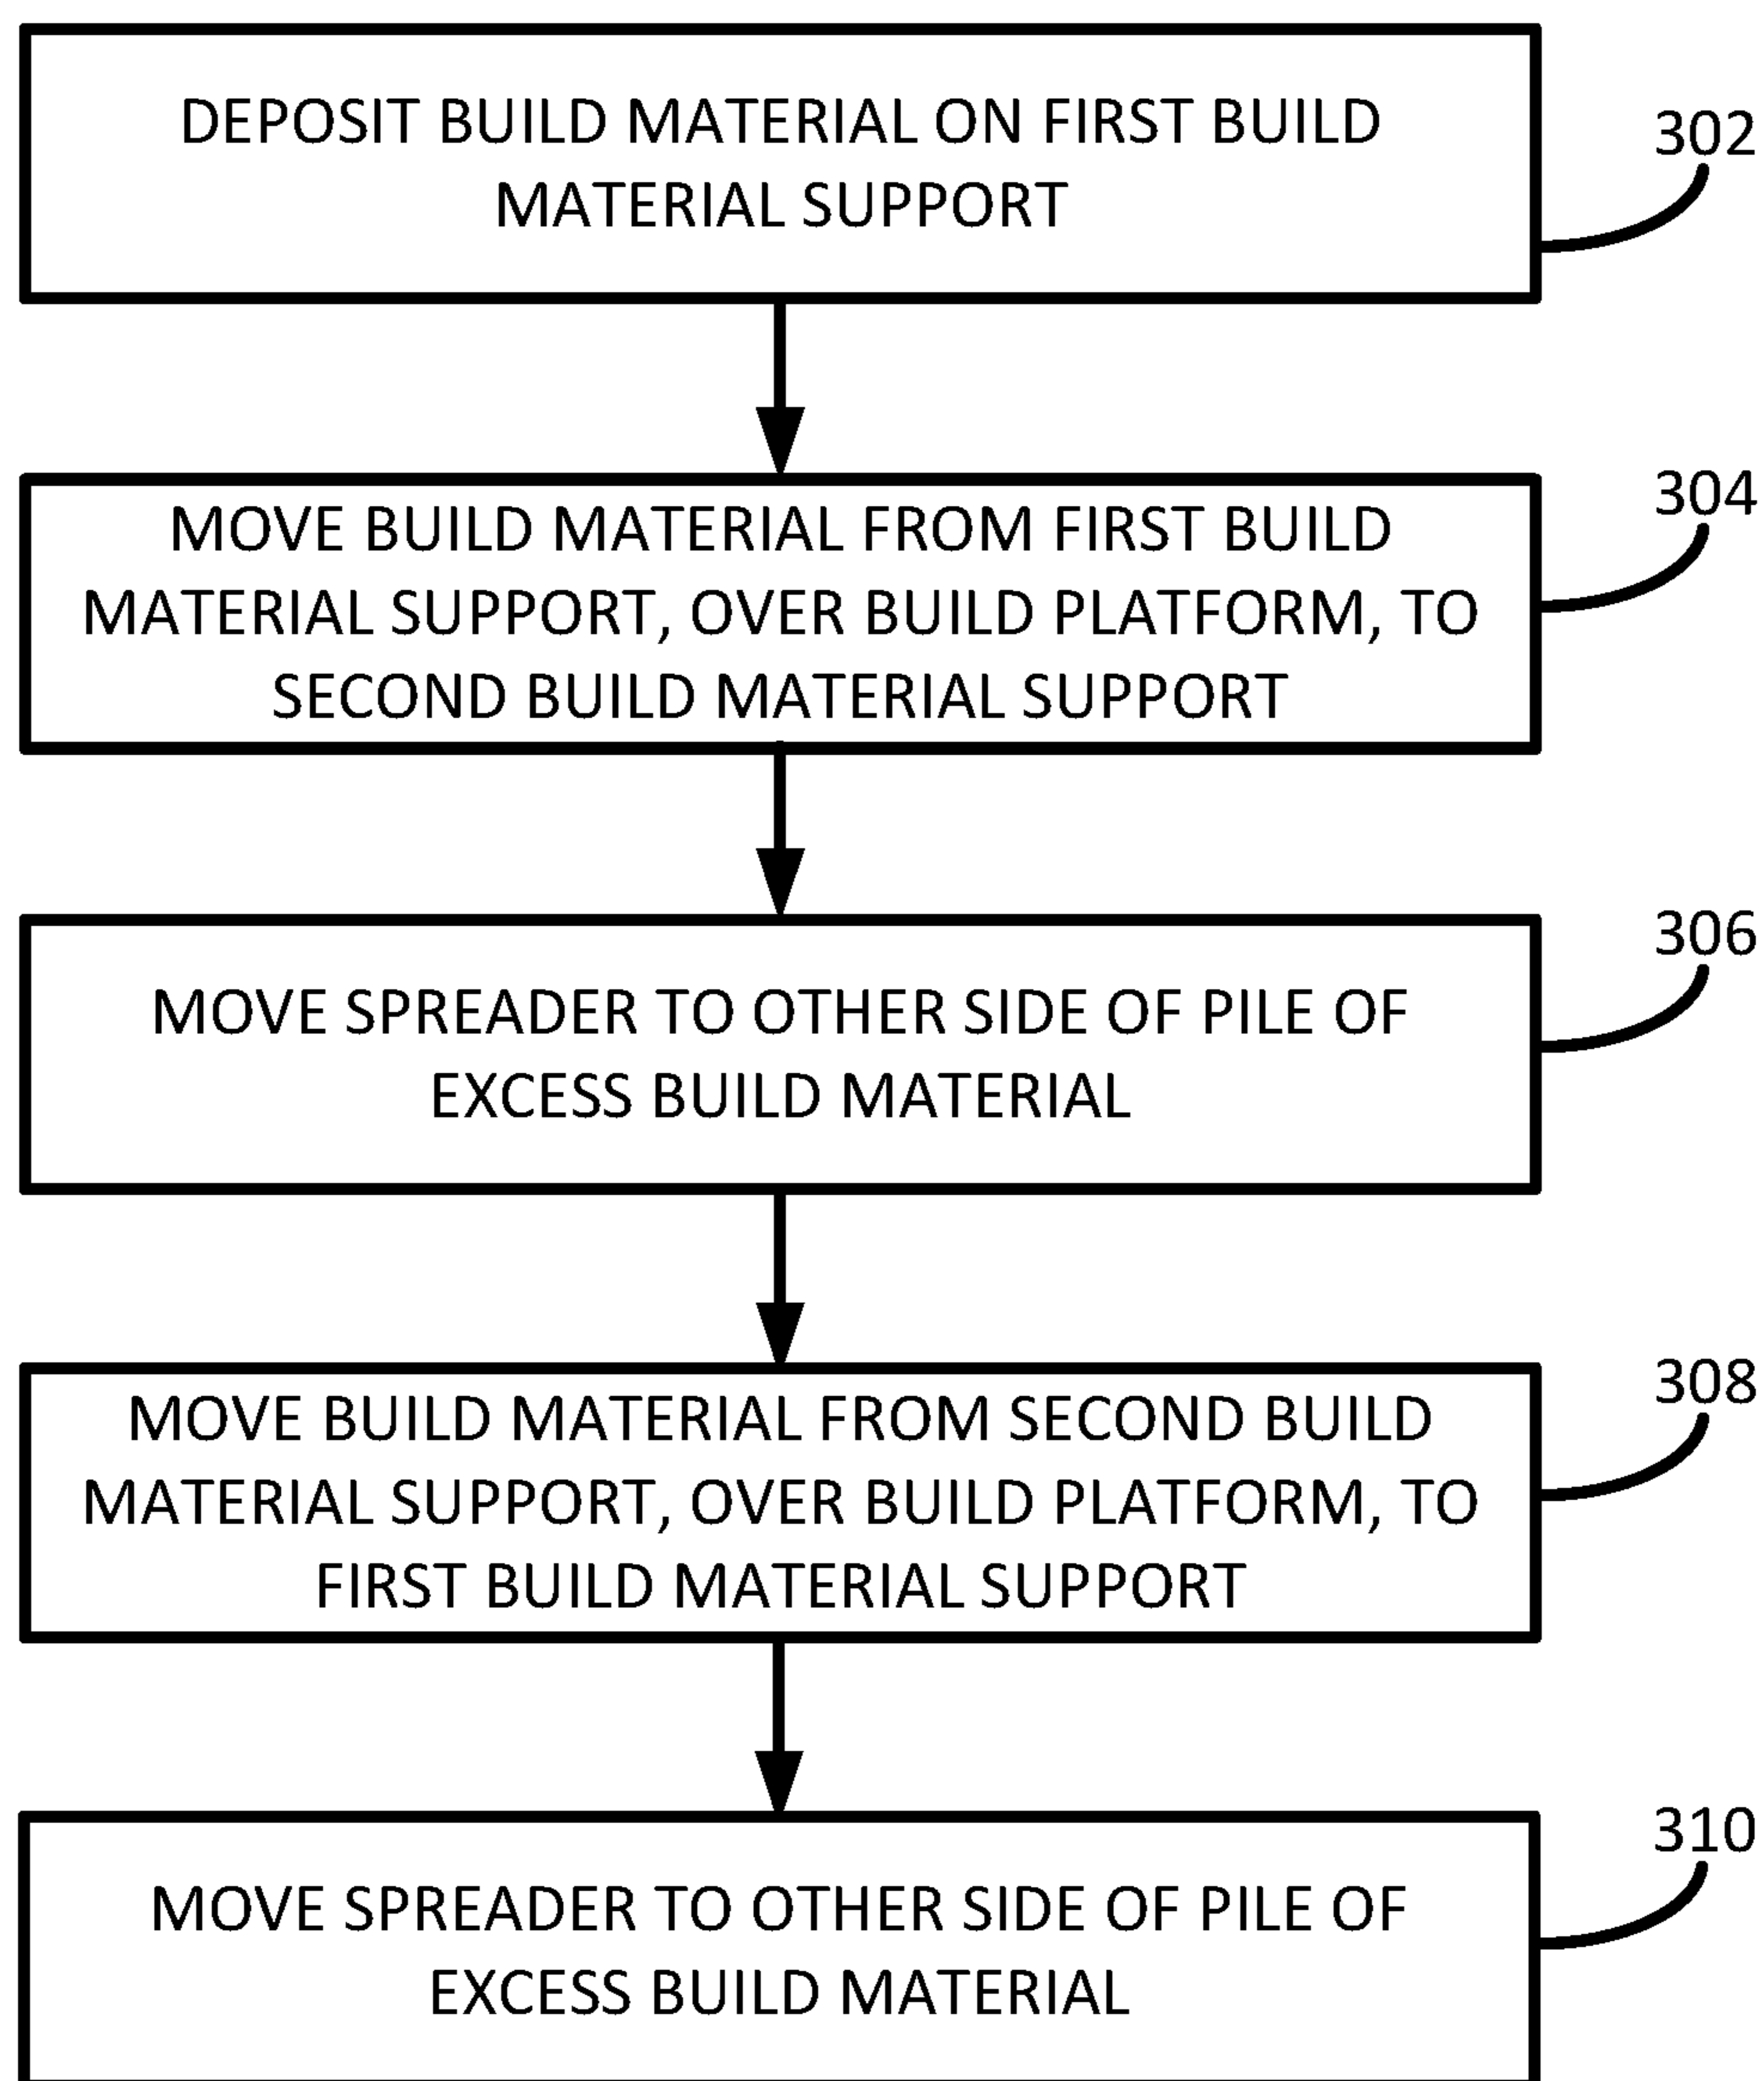 DEPOSIT BUILD MATERIAL ON FIRST BUILD
MATERIAL SUPPORT
302
MOVE BUILD MATERIAL FROM FIRST BUILD
MATERIAL SUPPORT, OVER BUILD PLATFORM, TO
SECOND BUILD MATERIAL SUPPORT
304
MOVE SPREADER TO OTHER SIDE OF PILE OF
EXCESS BUILD MATERIAL
306
MOVE BUILD MATERIAL FROM SECOND BUILD
MATERIAL SUPPORT, OVER BUILD PLATFORM, TO
FIRST BUILD MATERIAL SUPPORT
308
MOVE SPREADER TO OTHER SIDE OF PILE OF
EXCESS BUILD MATERIAL
310